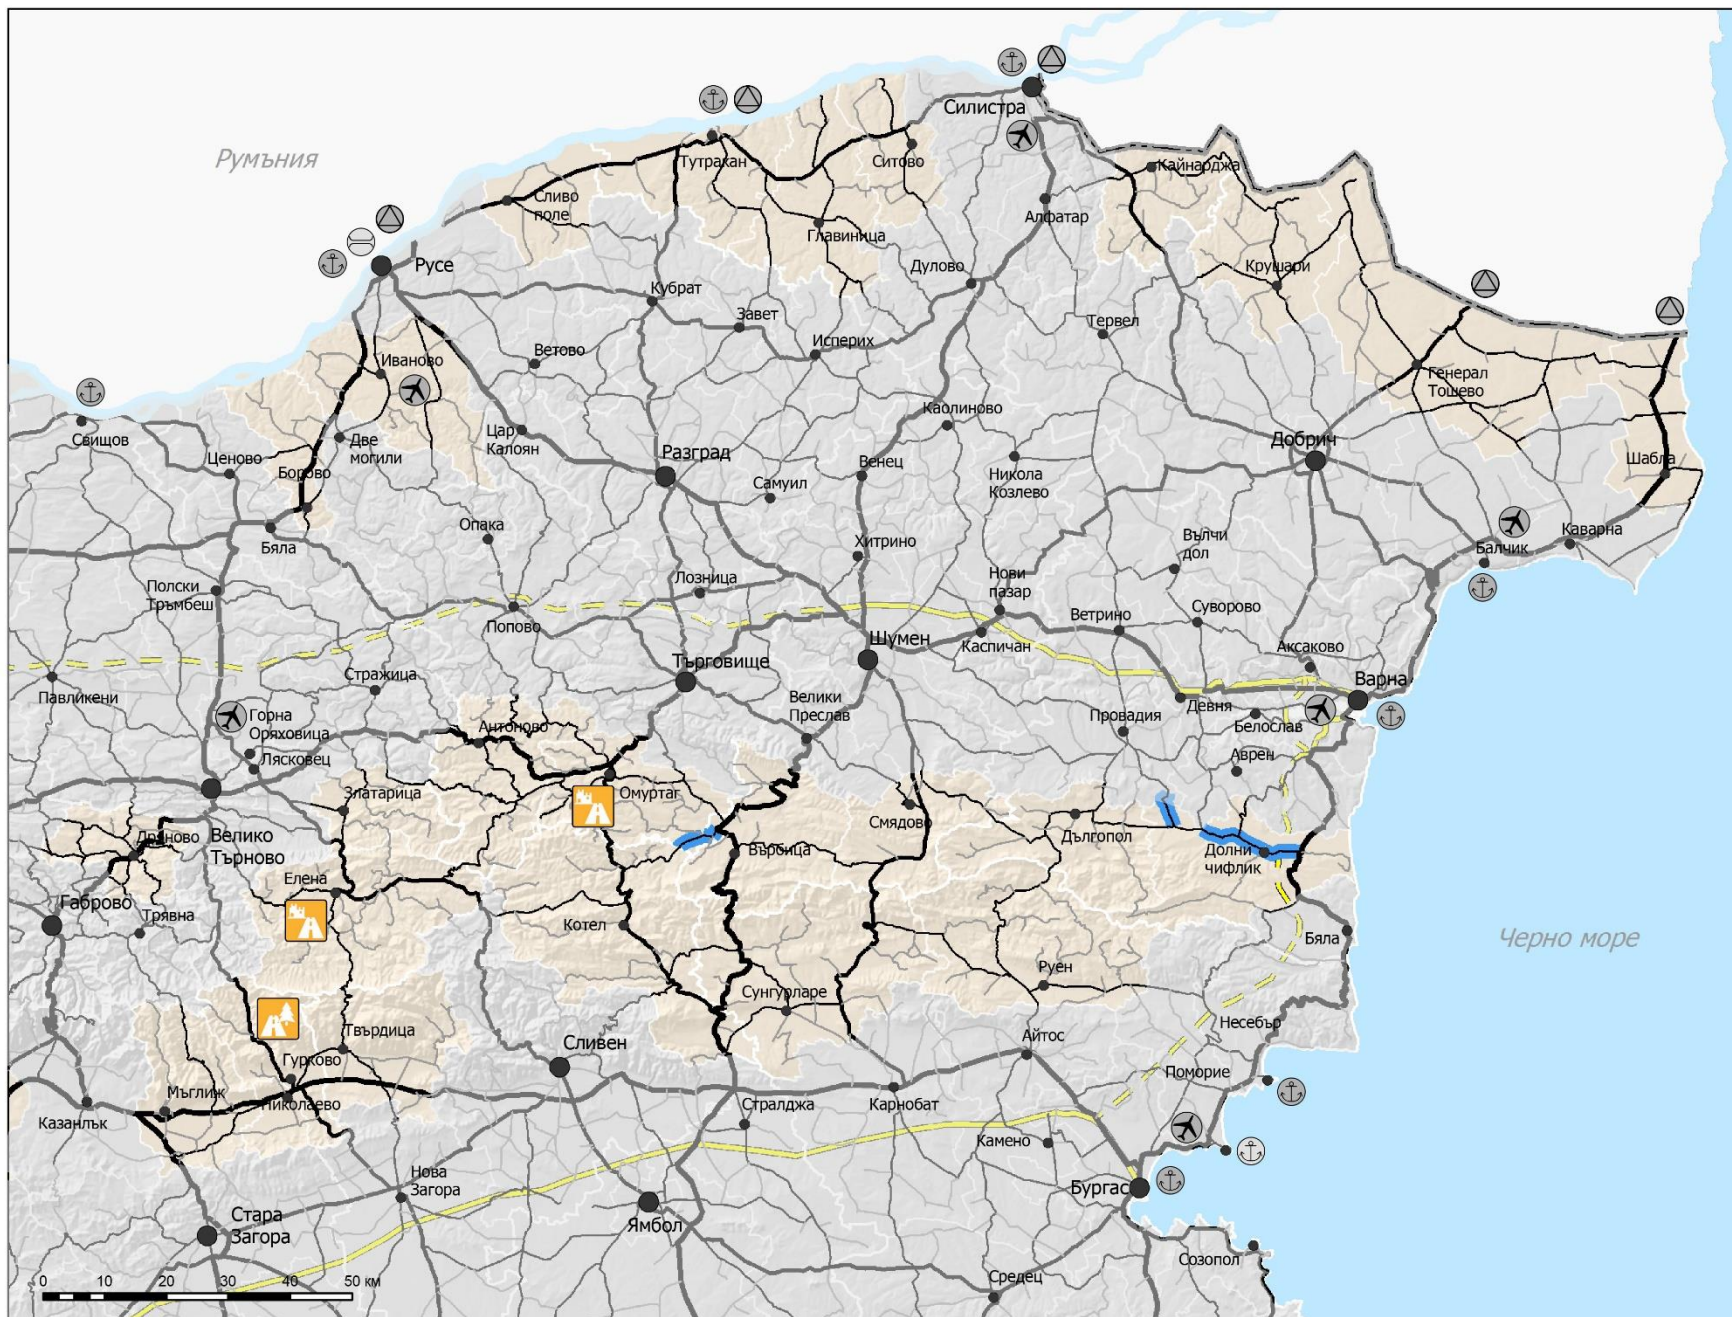 Румъния
Силистра
Тутракан
Ситово
Кайнарджа
Сливо
поле
Главиница
Алфатар
Русе
Дулово
Крушари
Кубрат
Завет
Тервел
Исперих
Ветово
Иваново
Генерал
Тошево
Каолиново
Свищов
Две
могили
Цар
Калоян
Добрич
Ценово
Борово
Разград
Венец
Никола
Козлево
Шабла
Самуил
Опака
Бяла
Хитрино
Вълчи
дол
Каварна
Балчик
Полски
Тръмбеш
Лозница
Нови
пазар
Суворово
Попово
Ветрино
Шумен
Каспичан
Търговище
Аксаково
Стражица
Павликени
Варна
Велики
Преслав
Девня
Горна
Оряховица
Антоново
Провадия
Белослав
Лясковец
Аврен
Златарица
Омуртаг
Смядово
Дългопол
Дряново
Велико
Търново
Върбица
Долни
чифлик
Елена
Габрово
Трявна
Котел
Бяла
Черно море
Руен
Сунгурларе
Несебър
Твърдица
Сливен
Айтос
Гурково
Мъглиж
Николаево
Поморие
Казанлък
Стралджа
Карнобат
Камено
Нова
Загора
Бургас
Стара
Загора
Ямбол
Созопол
Средец
0 10 20 30 40 50 км